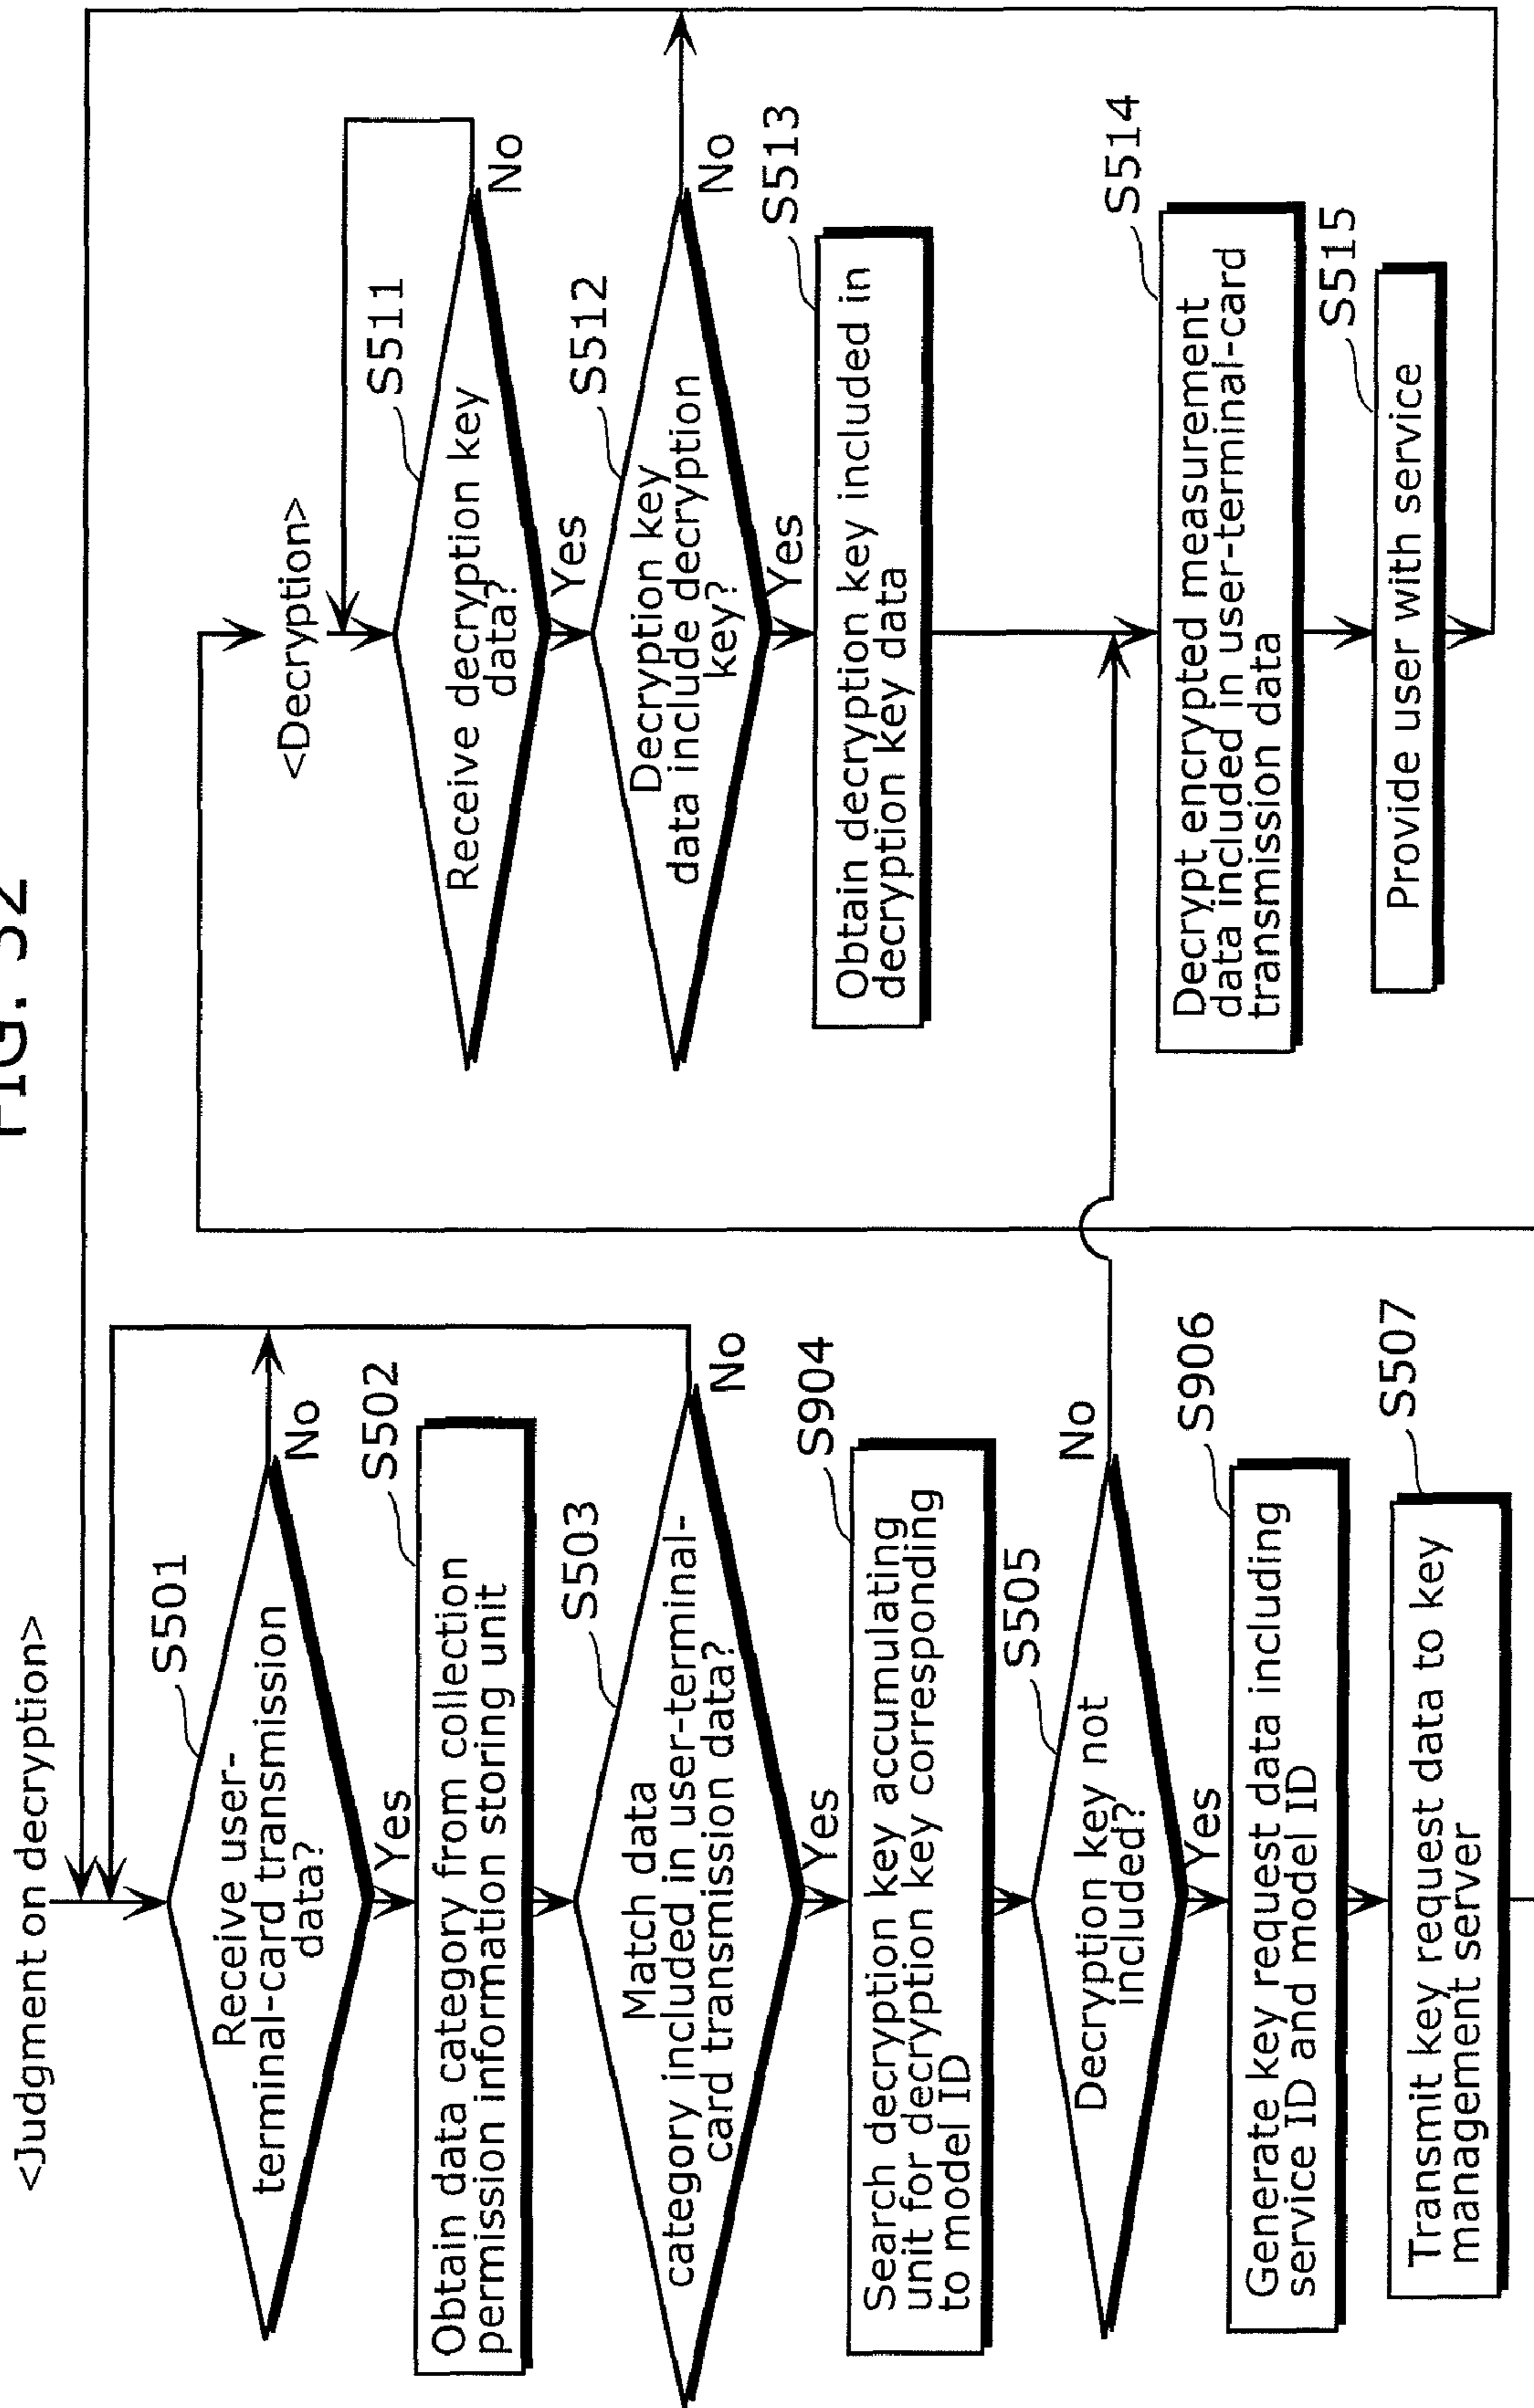 FIG. 32
<Judgment on decryption>
S501
Receive user-
terminal-card transmission
data?
No
Yes
S502
Obtain data category from collection
permission information storing unit
S503
Match data
category included in user-terminal-
card transmission data?
No
Yes
S904
Search decryption key accumulating
unit for decryption key corresponding
to model ID
S505
Decryption key not
included?
No
Yes
S906
Generate key request data including
service ID and model ID
S507
Transmit key request data to key
management server
<Decryption>
S511
Receive decryption key
data?
No
Yes
S512
Decryption key
data include decryption
key?
No
Yes
S513
Obtain decryption key included in
decryption key data
S514
Decrypt encrypted measurement
data included in user-terminal-card
transmission data
S515
Provide user with service